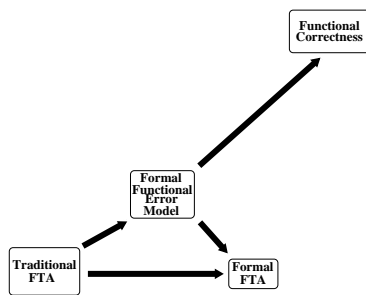 Functional
Correctness
Formal
Functional
Error
Model
Traditional
FTA
Formal
FTA